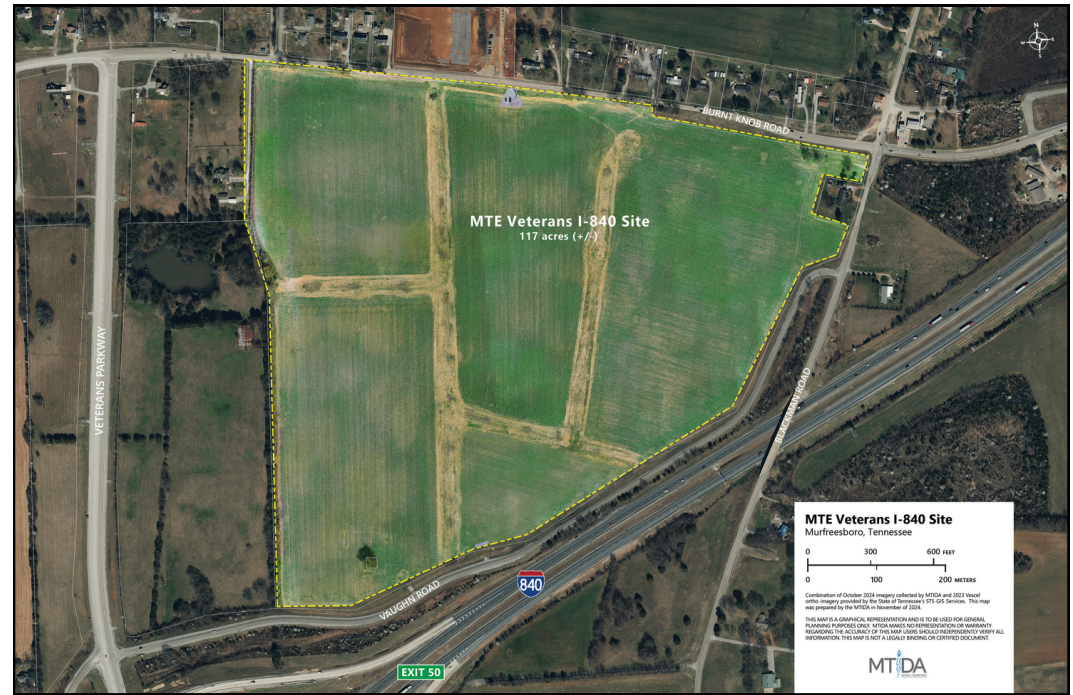 N
W E
S
BURNT KNOB ROAD
MTE Veterans I-840 Site
117 acres (+/-)
VETERANS PARKWAY
BLACKMAN ROAD
VAUGHN ROAD
840
EXIT 50
MTE Veterans I-840 Site
Murfreesboro, Tennessee
0 300 600 FEET
0 100 200 METERS
Combination of October 2024 imagery collected by MTIDA and 2023 Vexcel
ortho-imagery provided by the State of Tennessee's STS-GIS Services. This map
was prepared by the MTIDA in November of 2024.
THIS MAP IS A GRAPHICAL REPRESENTATION AND IS TO BE USED FOR GENERAL
PLANNING PURPOSES ONLY. MTIDA MAKES NO REPRESENTATION OR WARRANTY
REGARDING THE ACCURACY OF THIS MAP. USERS SHOULD INDEPENDENTLY VERIFY ALL
INFORMATION. THIS MAP IS NOT A LEGALLY BINDING OR CERTIFIED DOCUMENT.
MTIDA